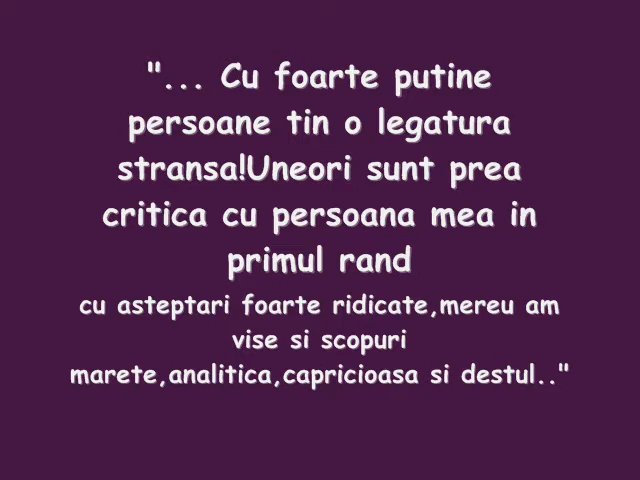 "... Cu foarte putine
persoane tin o legatura
stransa!Uneori sunt prea
critica cu persoana mea in
primul rand
cu asteptari foarte ridicate,mereu am
vise si scopuri
marete,analitica,capricioasa si destul.."